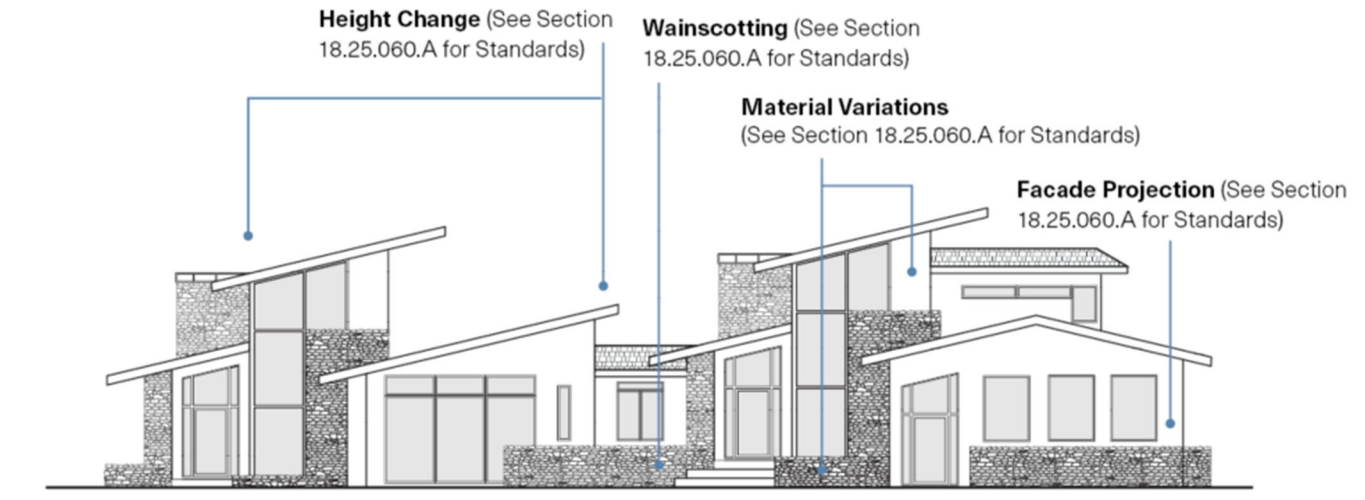 Height Change (See Section
18.25.060.A for Standards)
Wainscotting (See Section
18.25.060.A for Standards)
Material Variations
(See Section 18.25.060.A for Standards)
Facade Projection (See Section
18.25.060.A for Standards)